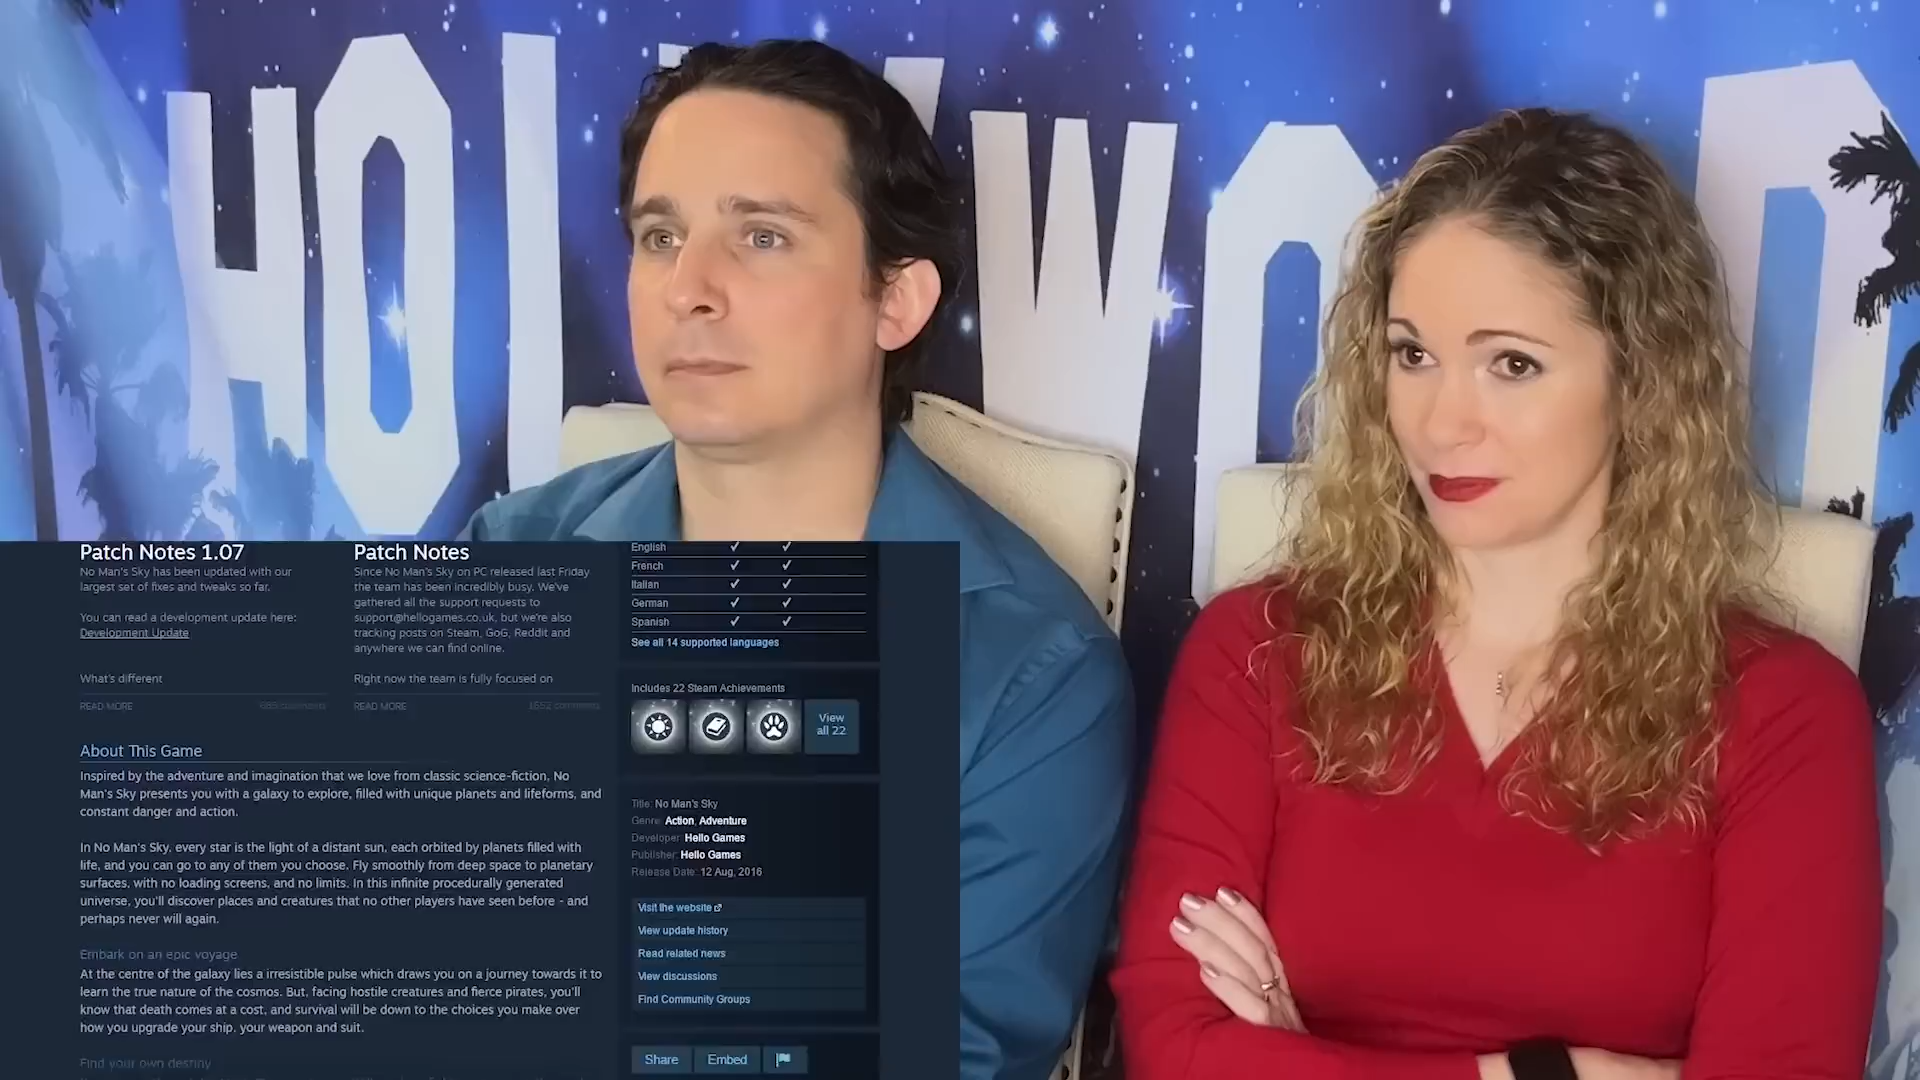 HOLLYWOOD
Patch Notes 1.07
No Man's Sky has been updated with our
largest set of fixes and tweaks so far.
You can read a development update here:
Development Update
What's different
READ MORE
Patch Notes
Since No Man's Sky on PC released last Friday
the team has been incredibly busy. We've
gathered all the support requests to
support@hellogames.co.uk, but we're also
tracking posts on Steam, GoG, Reddit and
anywhere we can find online.
Right now the team is fully focused on
READ MORE
About This Game
Inspired by the adventure and imagination that we love from classic science-fiction, No
Man's Sky presents you with a galaxy to explore, filled with unique planets and lifeforms, and
constant danger and action.
In No Man's Sky, every star is the light of a distant sun, each orbited by planets filled with
life, and you can go to any of them you choose. Fly smoothly from deep space to planetary
surfaces, with no loading screens, and no limits. In this infinite procedurally generated
universe, you'll discover places and creatures that no other players have seen before - and
perhaps never will again.
Embark on an epic voyage
At the centre of the galaxy lies a irresistible pulse which draws you on a journey towards it to
learn the true nature of the cosmos. But, facing hostile creatures and fierce pirates, you'll
know that death comes at a cost, and survival will be down to the choices you make over
how you upgrade your ship, your weapon and suit.
Find your own destiny
English
French
Italian
German
Spanish
See all 14 supported languages
Includes 22 Steam Achievements
View
all 22
Title: No Man's Sky
Genre: Action, Adventure
Developer: Hello Games
Publisher: Hello Games
Release Date: 12 Aug, 2016
Visit the website
View update history
Read related news
View discussions
Find Community Groups
Share Embed